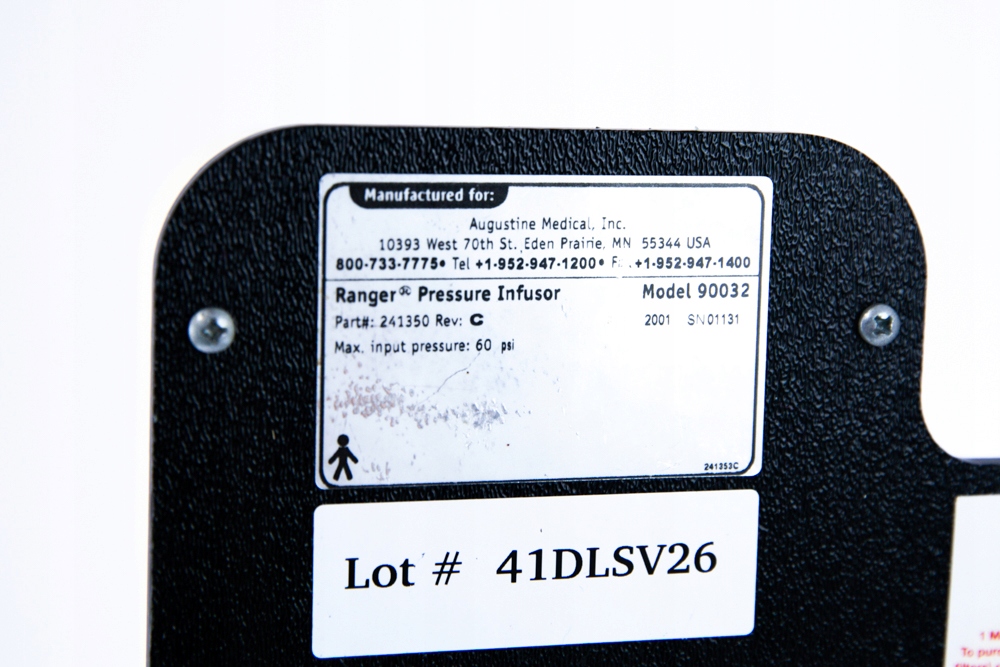 Manufactured for:
Augustine Medical, Inc.
10393 West 70th St. Eden Prairie, MN 55344 USA
800-733-7775• Tel +1-952-947-1200• +1-952-947-1400
Ranger® Pressure Infusor Model 90032
Part#: 241350 Rev: C 2001 SN01131
Max. input pressure: 60 psi
241353C
Lot # 41DLSV26